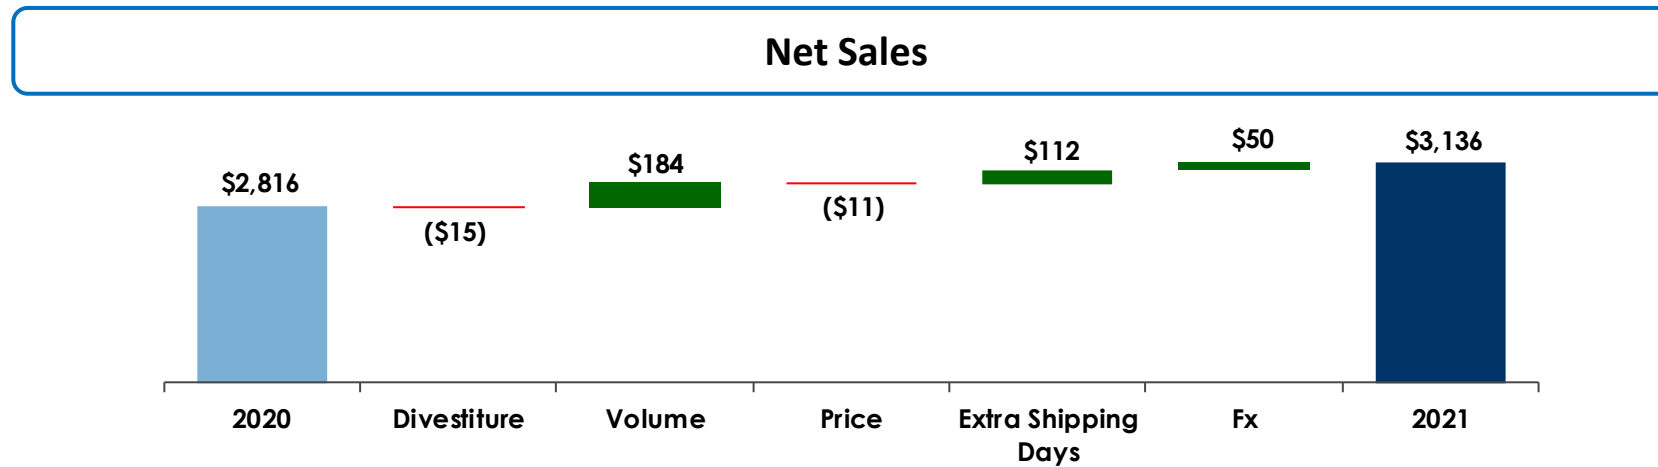 Net Sales
$2,816
($15)
$184
($11)
$112
$50
$3,136
2020
Divestiture
Volume
Price
Extra Shipping
Days
Fx
2021